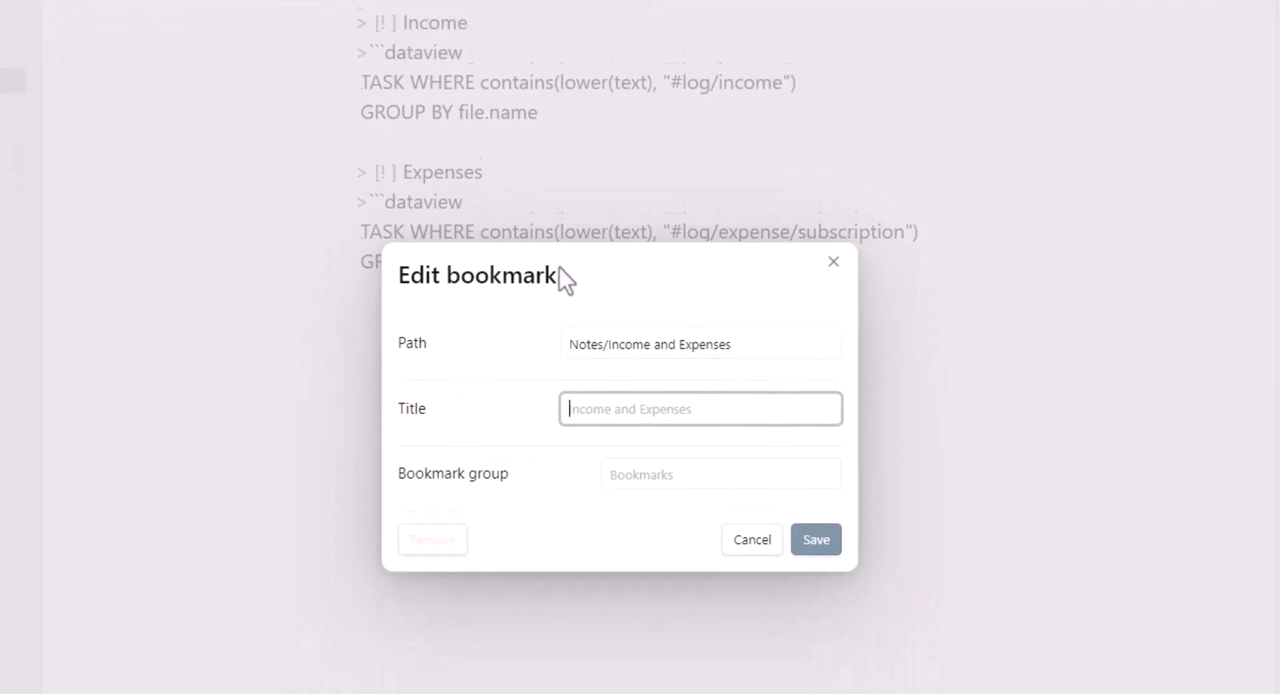 > [! ] Income
>```dataview
TASK WHERE contains(lower(text), "#log/income")
GROUP BY file.name
> [! ] Expenses
>```dataview
TASK WHERE contains(lower(text), "#log/expense/subscription")
GR
Edit bookmark
Path Notes/Income and Expenses
Title Income and Expenses
Bookmark group Bookmarks
Remove Cancel Save